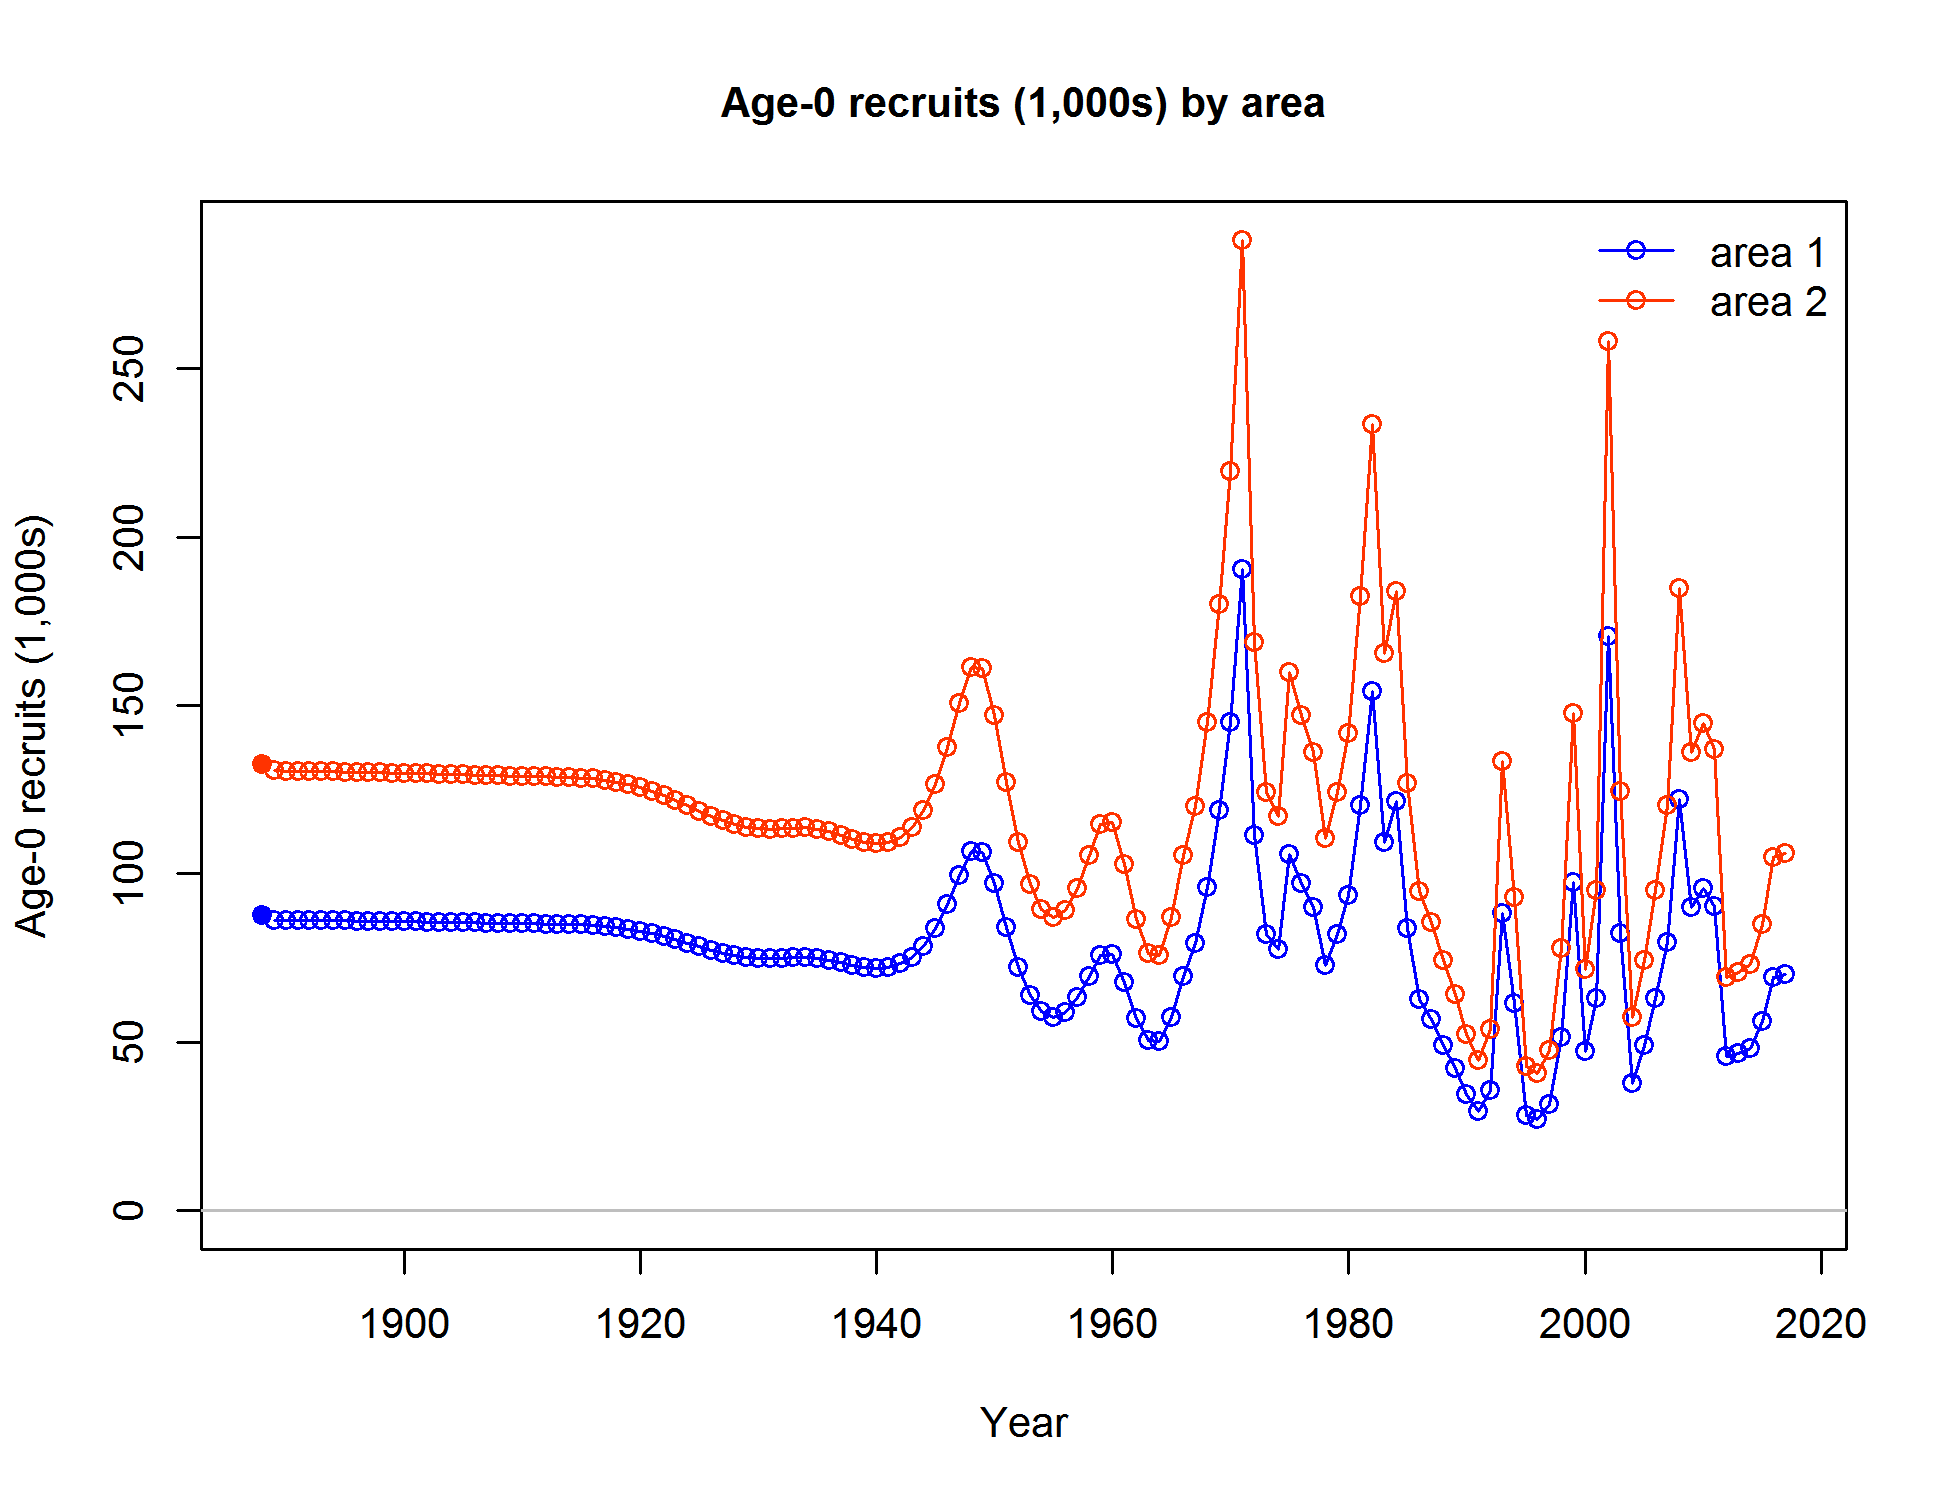 Age-0 recruits (1,000s) by area
area 1
area 2
Age-0 recruits (1,000s)
250
200
150
100
50
0
1900 1920 1940 1960 1980 2000 2020
Year